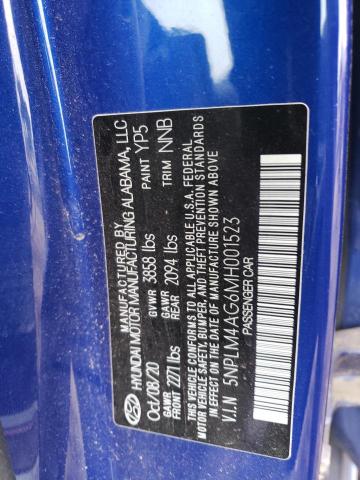 MANUFACTURED BY
HYUNDAI MOTOR MANUFACTURING ALABAMA, LLC
Oct/08/20 GVWR 3858 lbs PAINT YP5
GAWR FRONT 2271 lbs GAWR REAR 2094 lbs TRIM NNB
THIS VEHICLE CONFORMS TO ALL APPLICABLE U.S.A. FEDERAL
MOTOR VEHICLE SAFETY, BUMPER, AND THEFT PREVENTION STANDARDS
IN EFFECT ON THE DATE OF MANUFACTURE SHOWN ABOVE
V.I.N 5NPLM4AG6MH001523
PASSENGER CAR